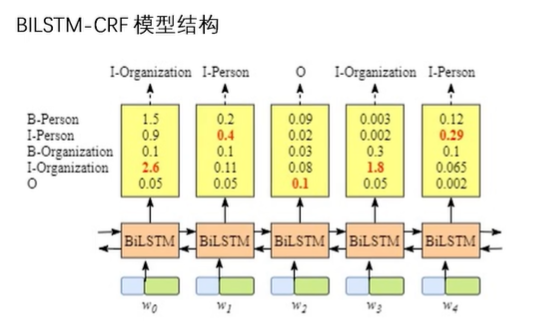 BILSTM-CRF 模型结构
I-Organization I-Person O I-Organization I-Person
B-Person 1.5 0.2 0.09 0.003 0.12
I-Person 0.9 0.4 0.02 0.002 0.29
B-Organization 0.1 0.1 0.03 0.3 0.1
I-Organization 2.6 0.11 0.08 1.8 0.065
O 0.05 0.05 0.1 0.05 0.002
BiLSTM BiLSTM BiLSTM BiLSTM BiLSTM
w0 w1 w2 w3 w4